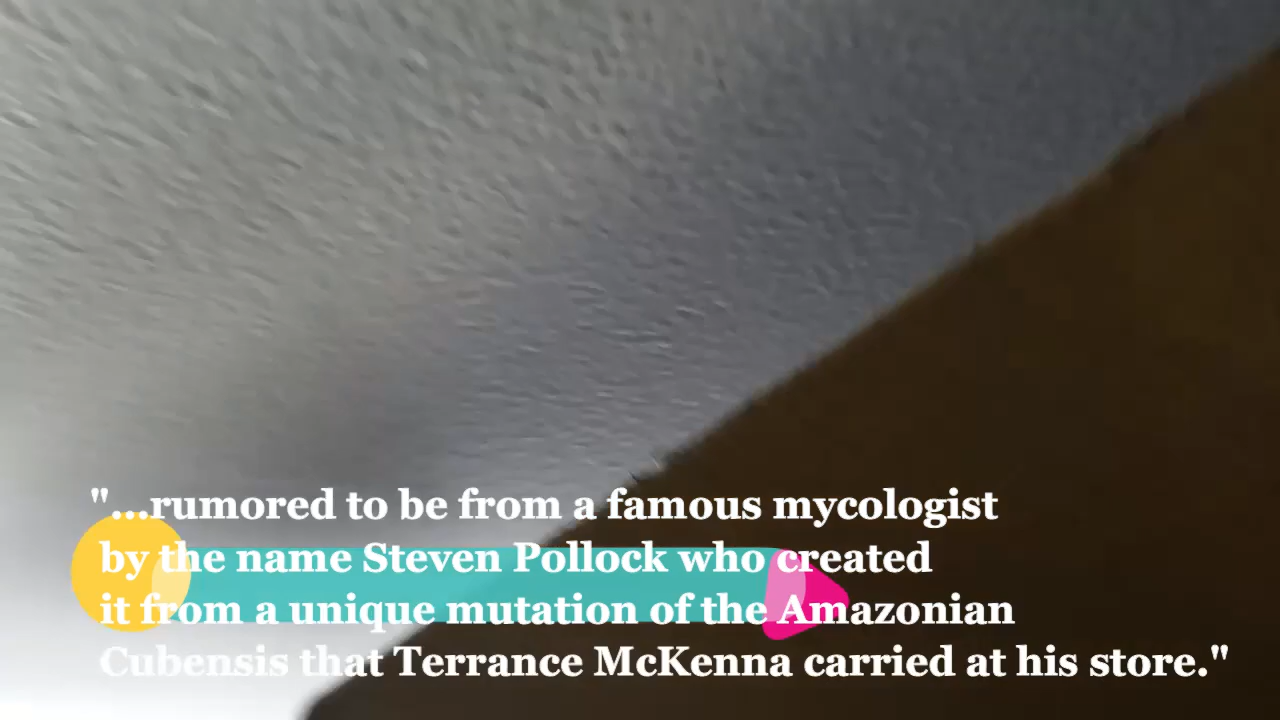 "...rumored to be from a famous mycologist
by the name Steven Pollock who created
it from a unique mutation of the Amazonian
Cubensis that Terrance McKenna carried at his store."